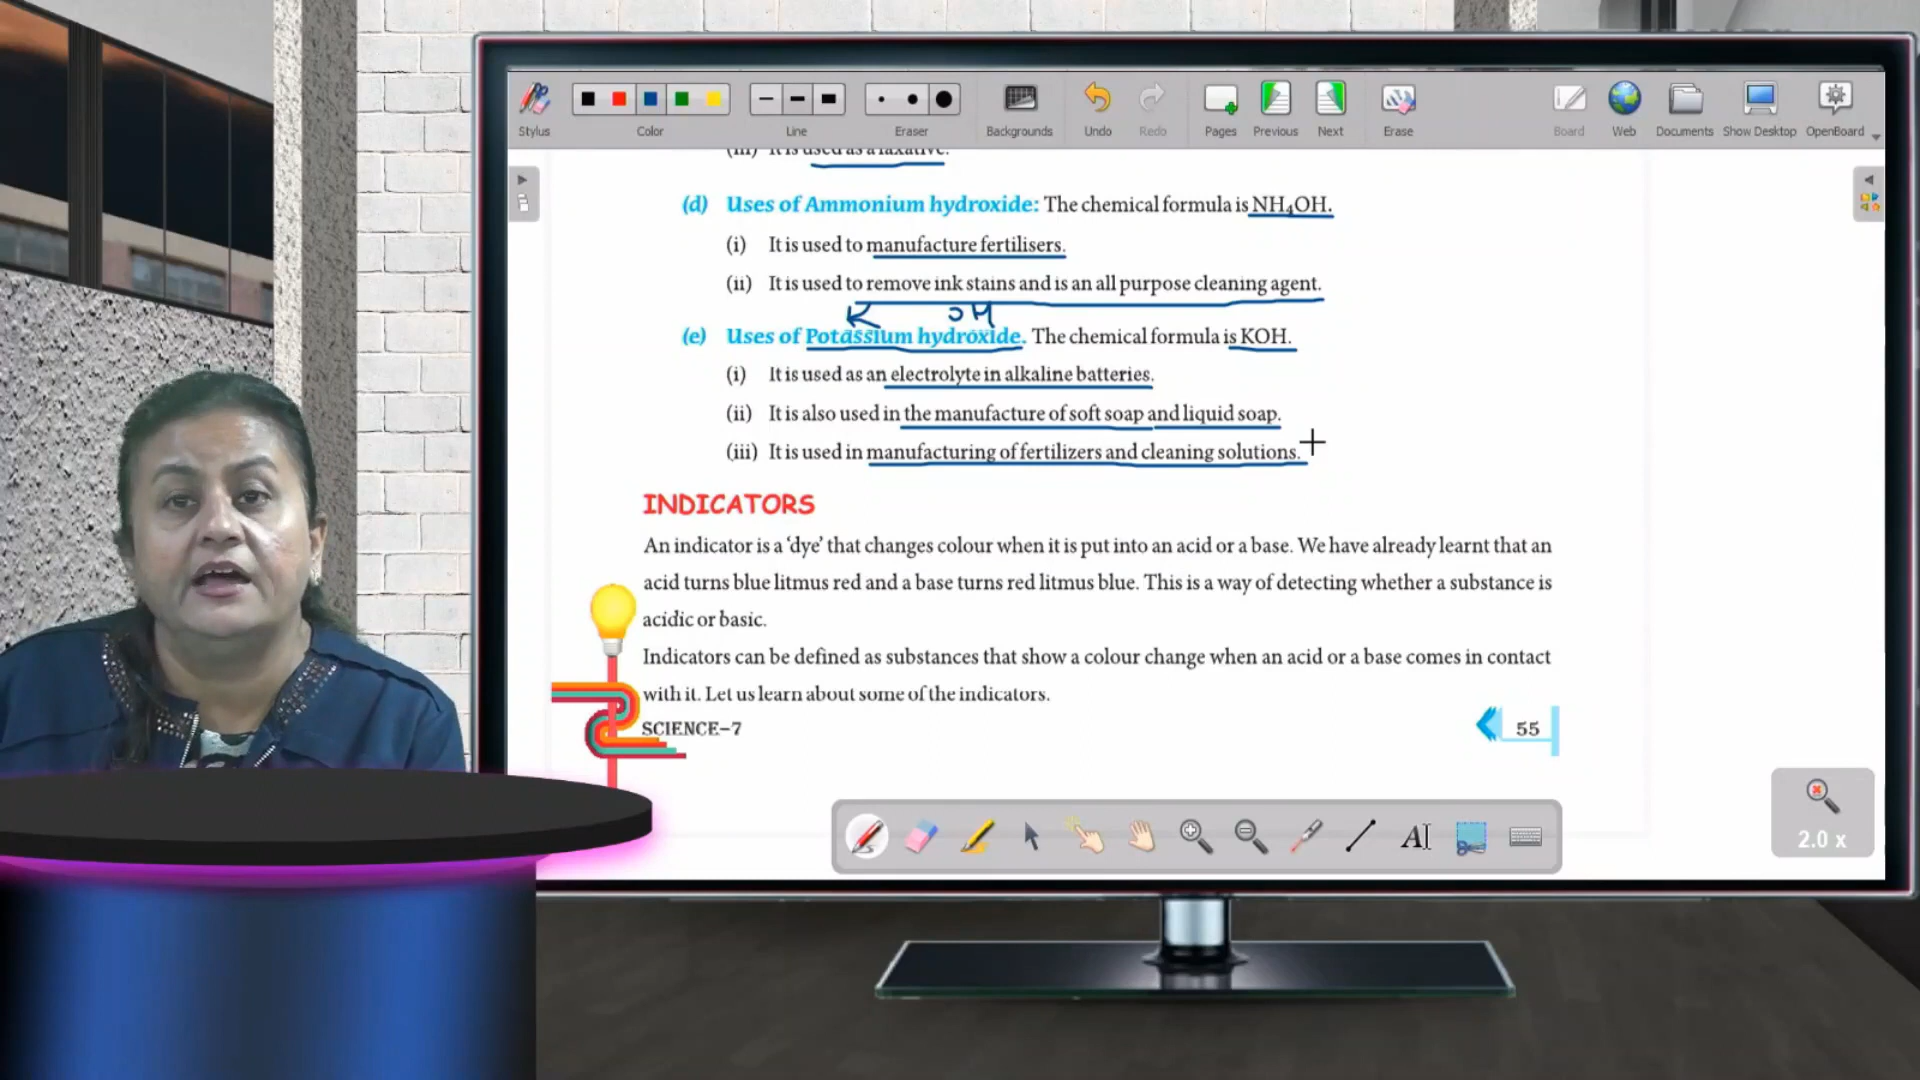 Stylus
Color
Line
Eraser
Backgrounds
Undo
Redo
Pages
Previous
Next
Erase
Board
Web
Documents
Show Desktop
OpenBoard
(iii) It is used as a laxative.
(d) Uses of Ammonium hydroxide: The chemical formula is NH₄OH.
(i) It is used to manufacture fertilisers.
(ii) It is used to remove ink stains and is an all purpose cleaning agent.
K OH
(e) Uses of Potassium hydroxide. The chemical formula is KOH.
(i) It is used as an electrolyte in alkaline batteries.
(ii) It is also used in the manufacture of soft soap and liquid soap.
(iii) It is used in manufacturing of fertilizers and cleaning solutions.
INDICATORS
An indicator is a ‘dye’ that changes colour when it is put into an acid or a base. We have already learnt that an
acid turns blue litmus red and a base turns red litmus blue. This is a way of detecting whether a substance is
acidic or basic.
Indicators can be defined as substances that show a colour change when an acid or a base comes in contact
with it. Let us learn about some of the indicators.
SCIENCE–7
55
2.0 x